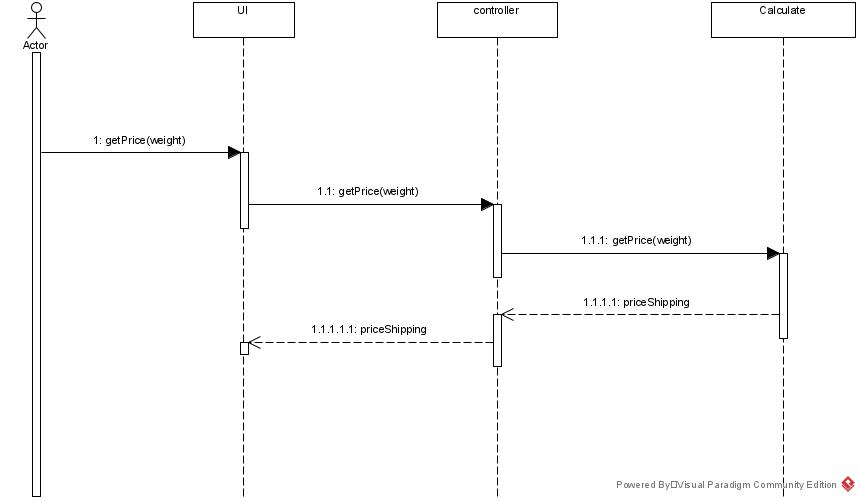 UI
controller
Calculate
Actor
1: getPrice(weight)
1.1: getPrice(weight)
1.1.1: getPrice(weight)
1.1.1.1: priceShipping
1.1.1.1.1: priceShipping
Powered By Visual Paradigm Community Edition